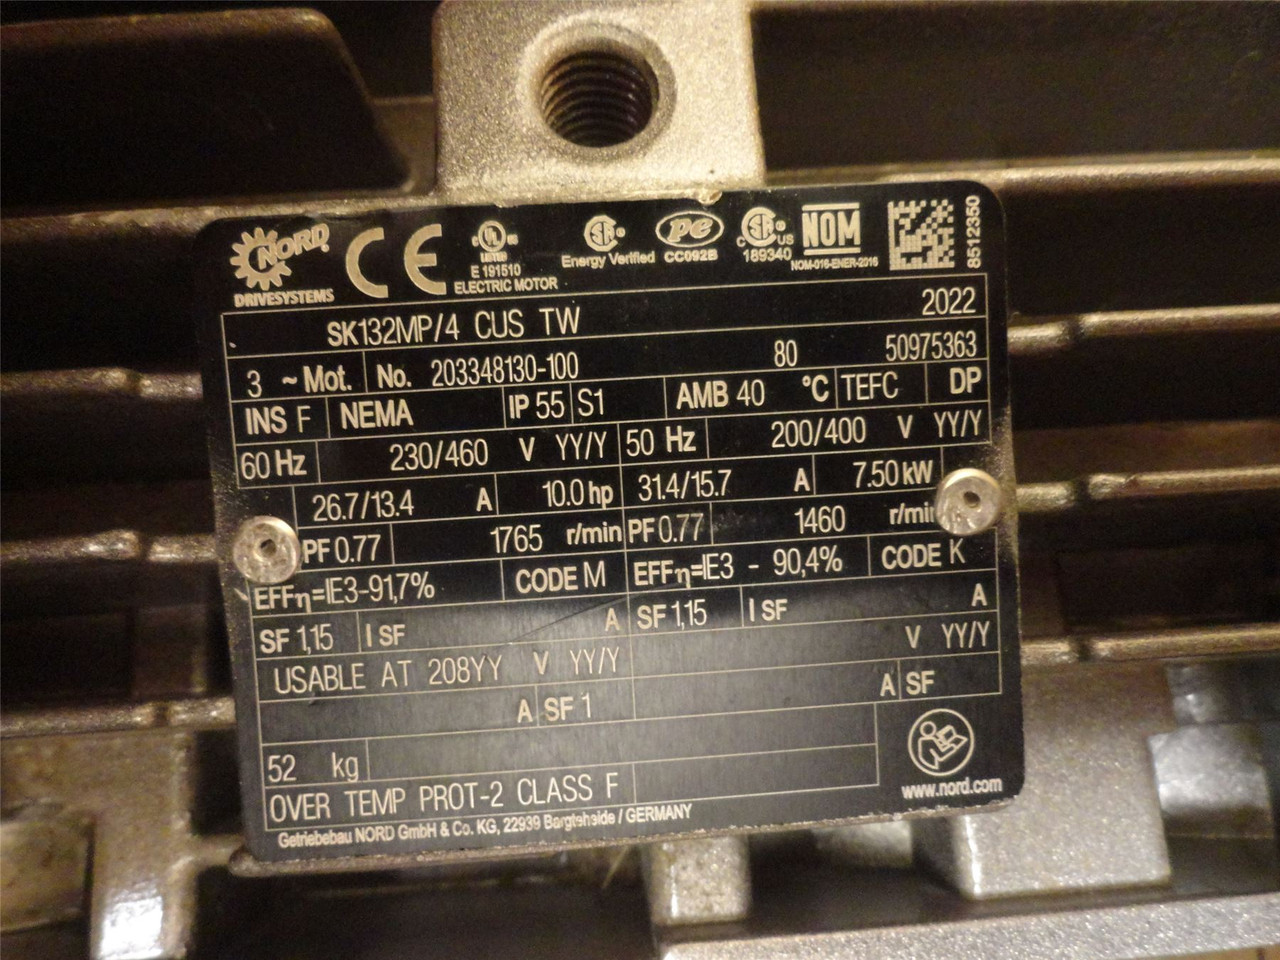 NORD
DRIVESYSTEMS
CE
C UL US
LISTED
E 191510
ELECTRIC MOTOR
Energy Verified
pe
CC092B
C US
189340
NOM
NOM-016-ENER-2016
8512350
SK132MP/4 CUS TW 2022
3 ~Mot. No. 203348130-100 80 50975363
INS F NEMA IP 55 S1 AMB 40 °C TEFC DP
60 Hz 230/460 V YY/Y 50 Hz 200/400 V YY/Y
26.7/13.4 A 10.0 hp 31.4/15.7 A 7.50 kW
PF 0.77 1765 r/min PF 0.77 1460 r/min
EFFη=IE3-91,7% CODE M EFFη=IE3 - 90,4% CODE K
SF 1,15 I SF A SF 1,15 I SF A
USABLE AT 208YY V YY/Y V YY/Y
A SF 1 A SF
52 kg
OVER TEMP PROT-2 CLASS F
www.nord.com
Getriebebau NORD GmbH & Co. KG, 22939 Bargteheide / GERMANY